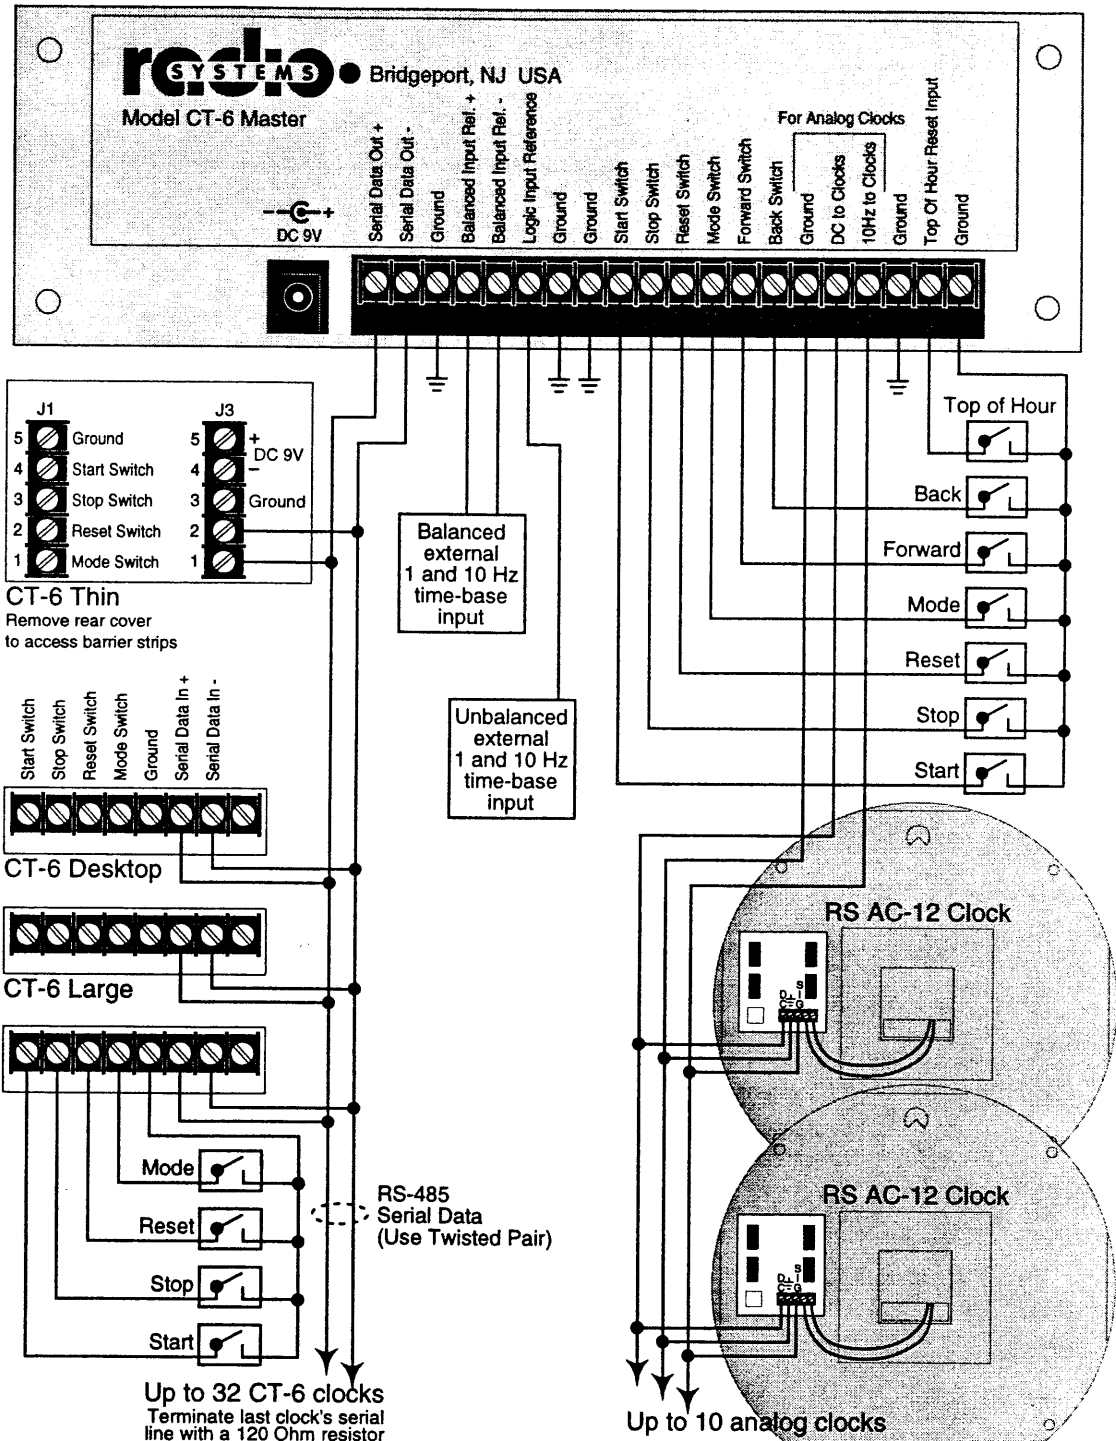 radio
SYSTEMS
Bridgeport, NJ USA
Model CT-6 Master
DC 9V
Serial Data Out +
Serial Data Out -
Ground
Balanced Input Ref. +
Balanced Input Ref. -
Logic Input Reference
Ground
Ground
Start Switch
Stop Switch
Reset Switch
Mode Switch
Forward Switch
Back Switch
For Analog Clocks
Ground
DC to Clocks
10Hz to Clocks
Ground
Top Of Hour Reset Input
Ground
J1
5 Ground
4 Start Switch
3 Stop Switch
2 Reset Switch
1 Mode Switch
J3
5 +
DC 9V
4 -
3 Ground
2
1
CT-6 Thin
Remove rear cover
to access barrier strips
Balanced
external
1 and 10 Hz
time-base
input
Unbalanced
external
1 and 10 Hz
time-base
input
Top of Hour
Back
Forward
Mode
Reset
Stop
Start
Start Switch
Stop Switch
Reset Switch
Mode Switch
Ground
Serial Data In +
Serial Data In -
CT-6 Desktop
CT-6 Large
Mode
Reset
Stop
Start
RS-485
Serial Data
(Use Twisted Pair)
Up to 32 CT-6 clocks
Terminate last clock's serial
line with a 120 Ohm resistor
RS AC-12 Clock
RS AC-12 Clock
Up to 10 analog clocks